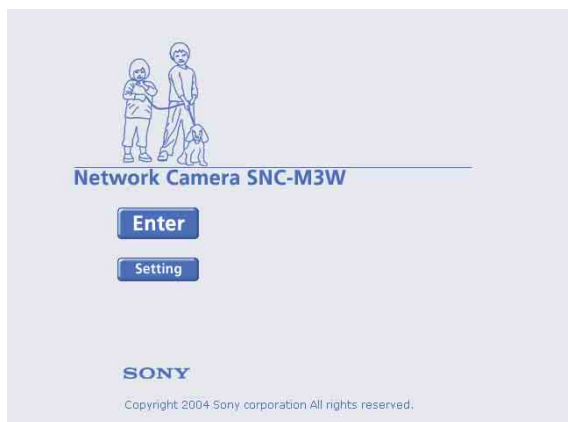 Network Camera SNC-M3W
Enter
Setting
SONY
Copyright 2004 Sony corporation All rights reserved.